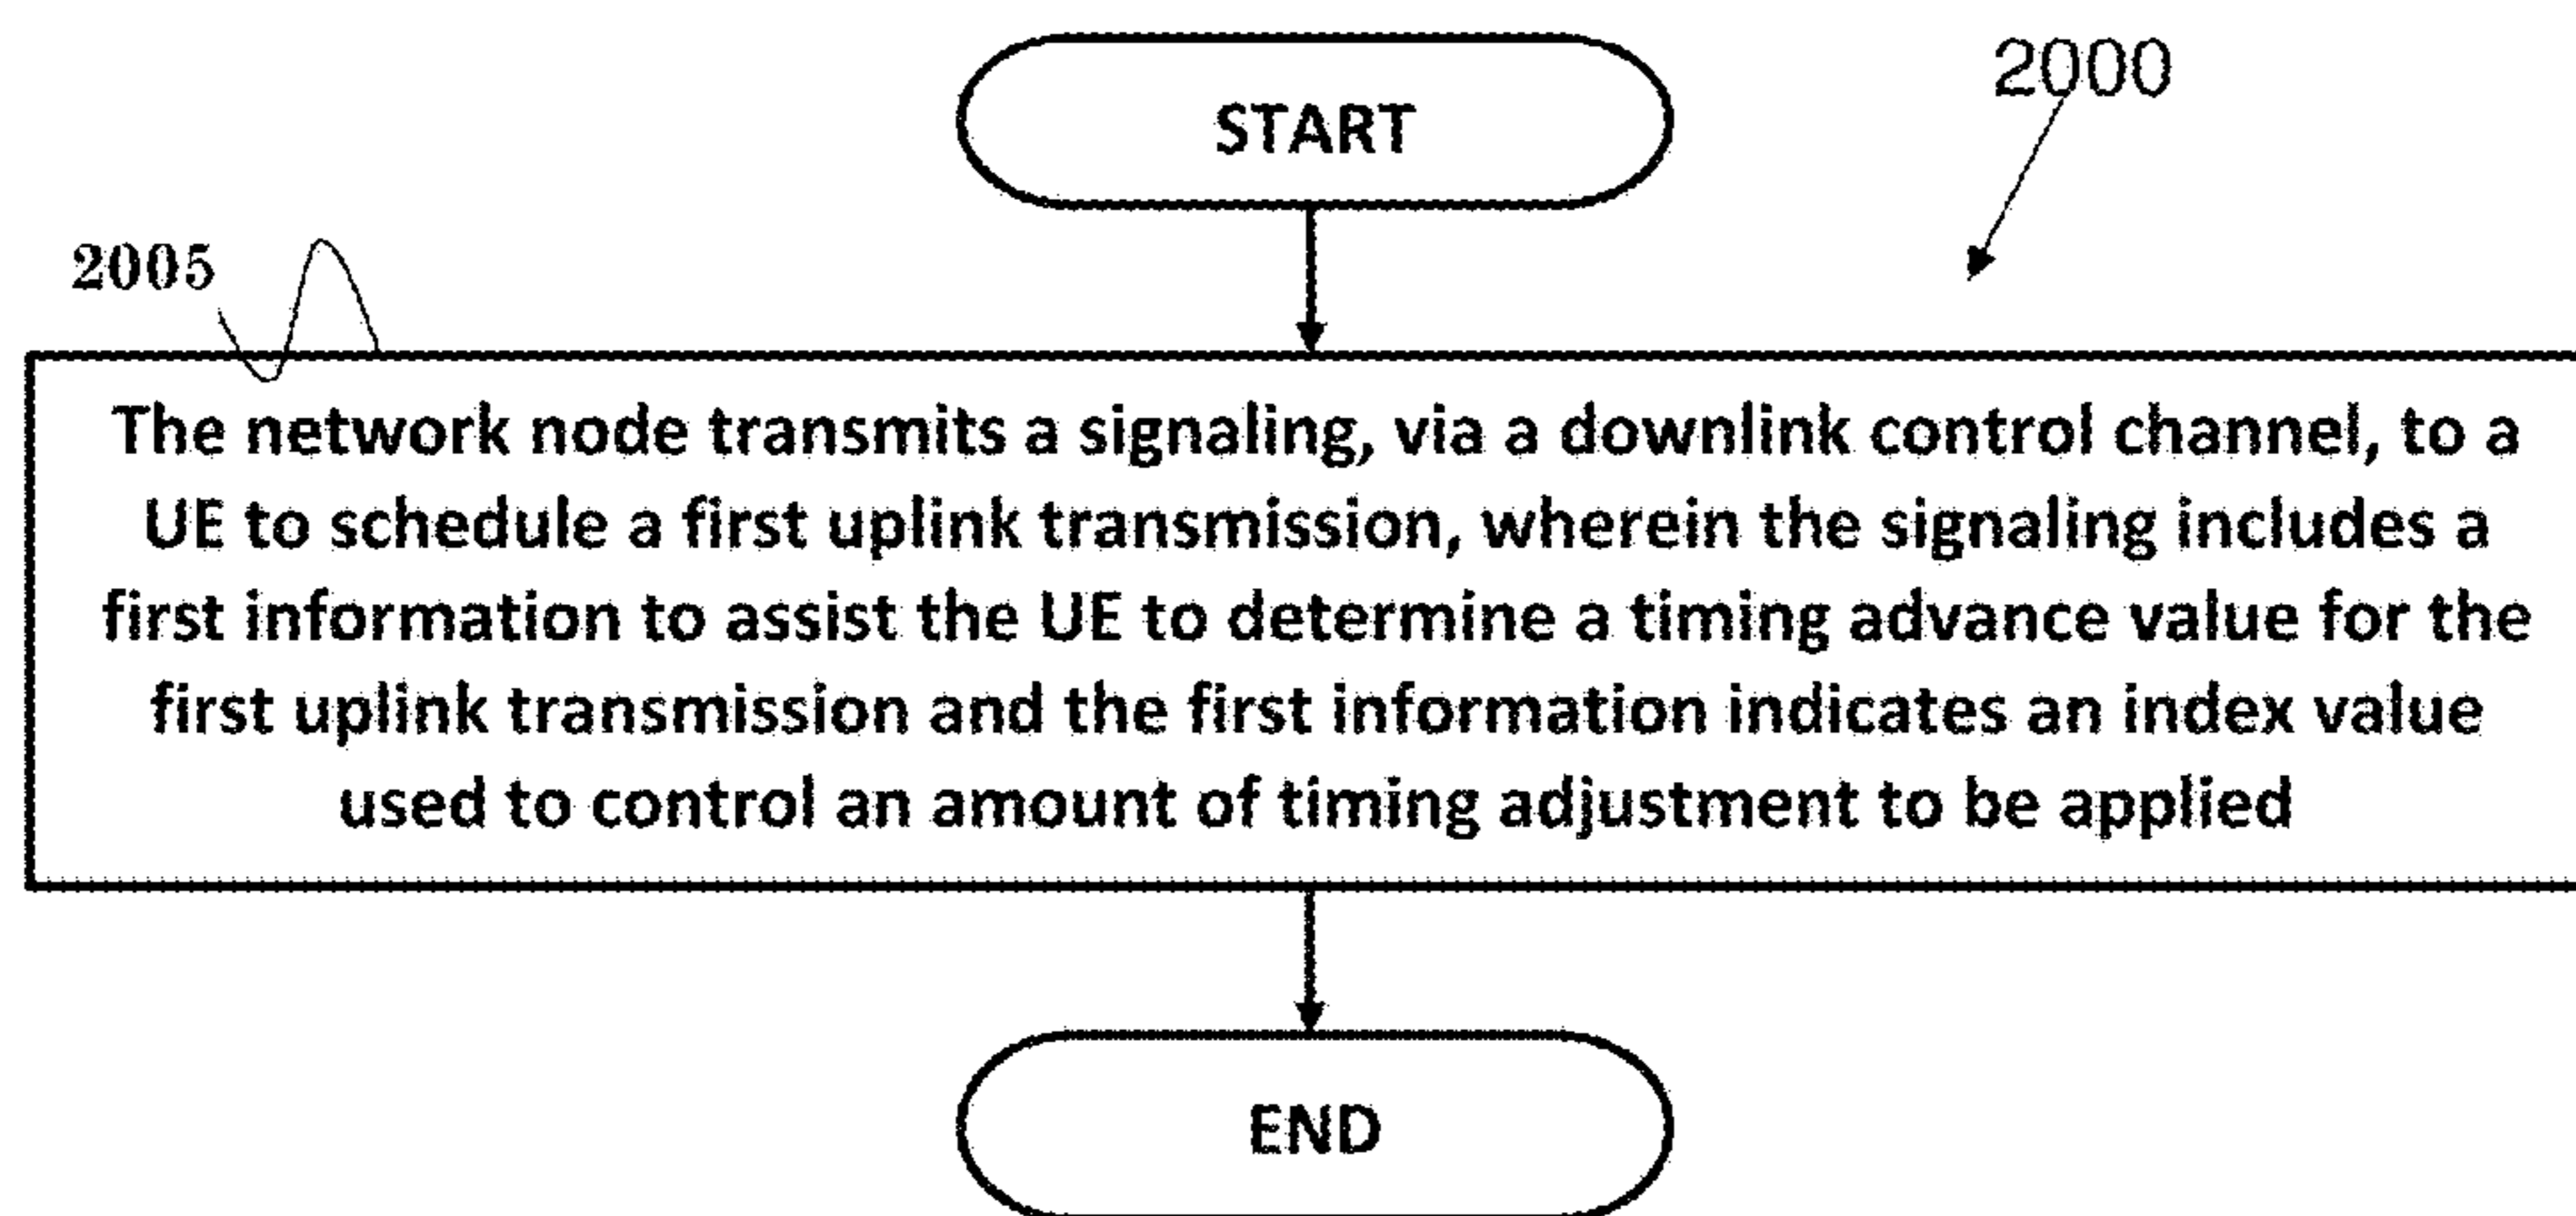 START
2000
2005
The network node transmits a signaling, via a downlink control channel, to a
UE to schedule a first uplink transmission, wherein the signaling includes a
first information to assist the UE to determine a timing advance value for the
first uplink transmission and the first information indicates an index value
used to control an amount of timing adjustment to be applied
END